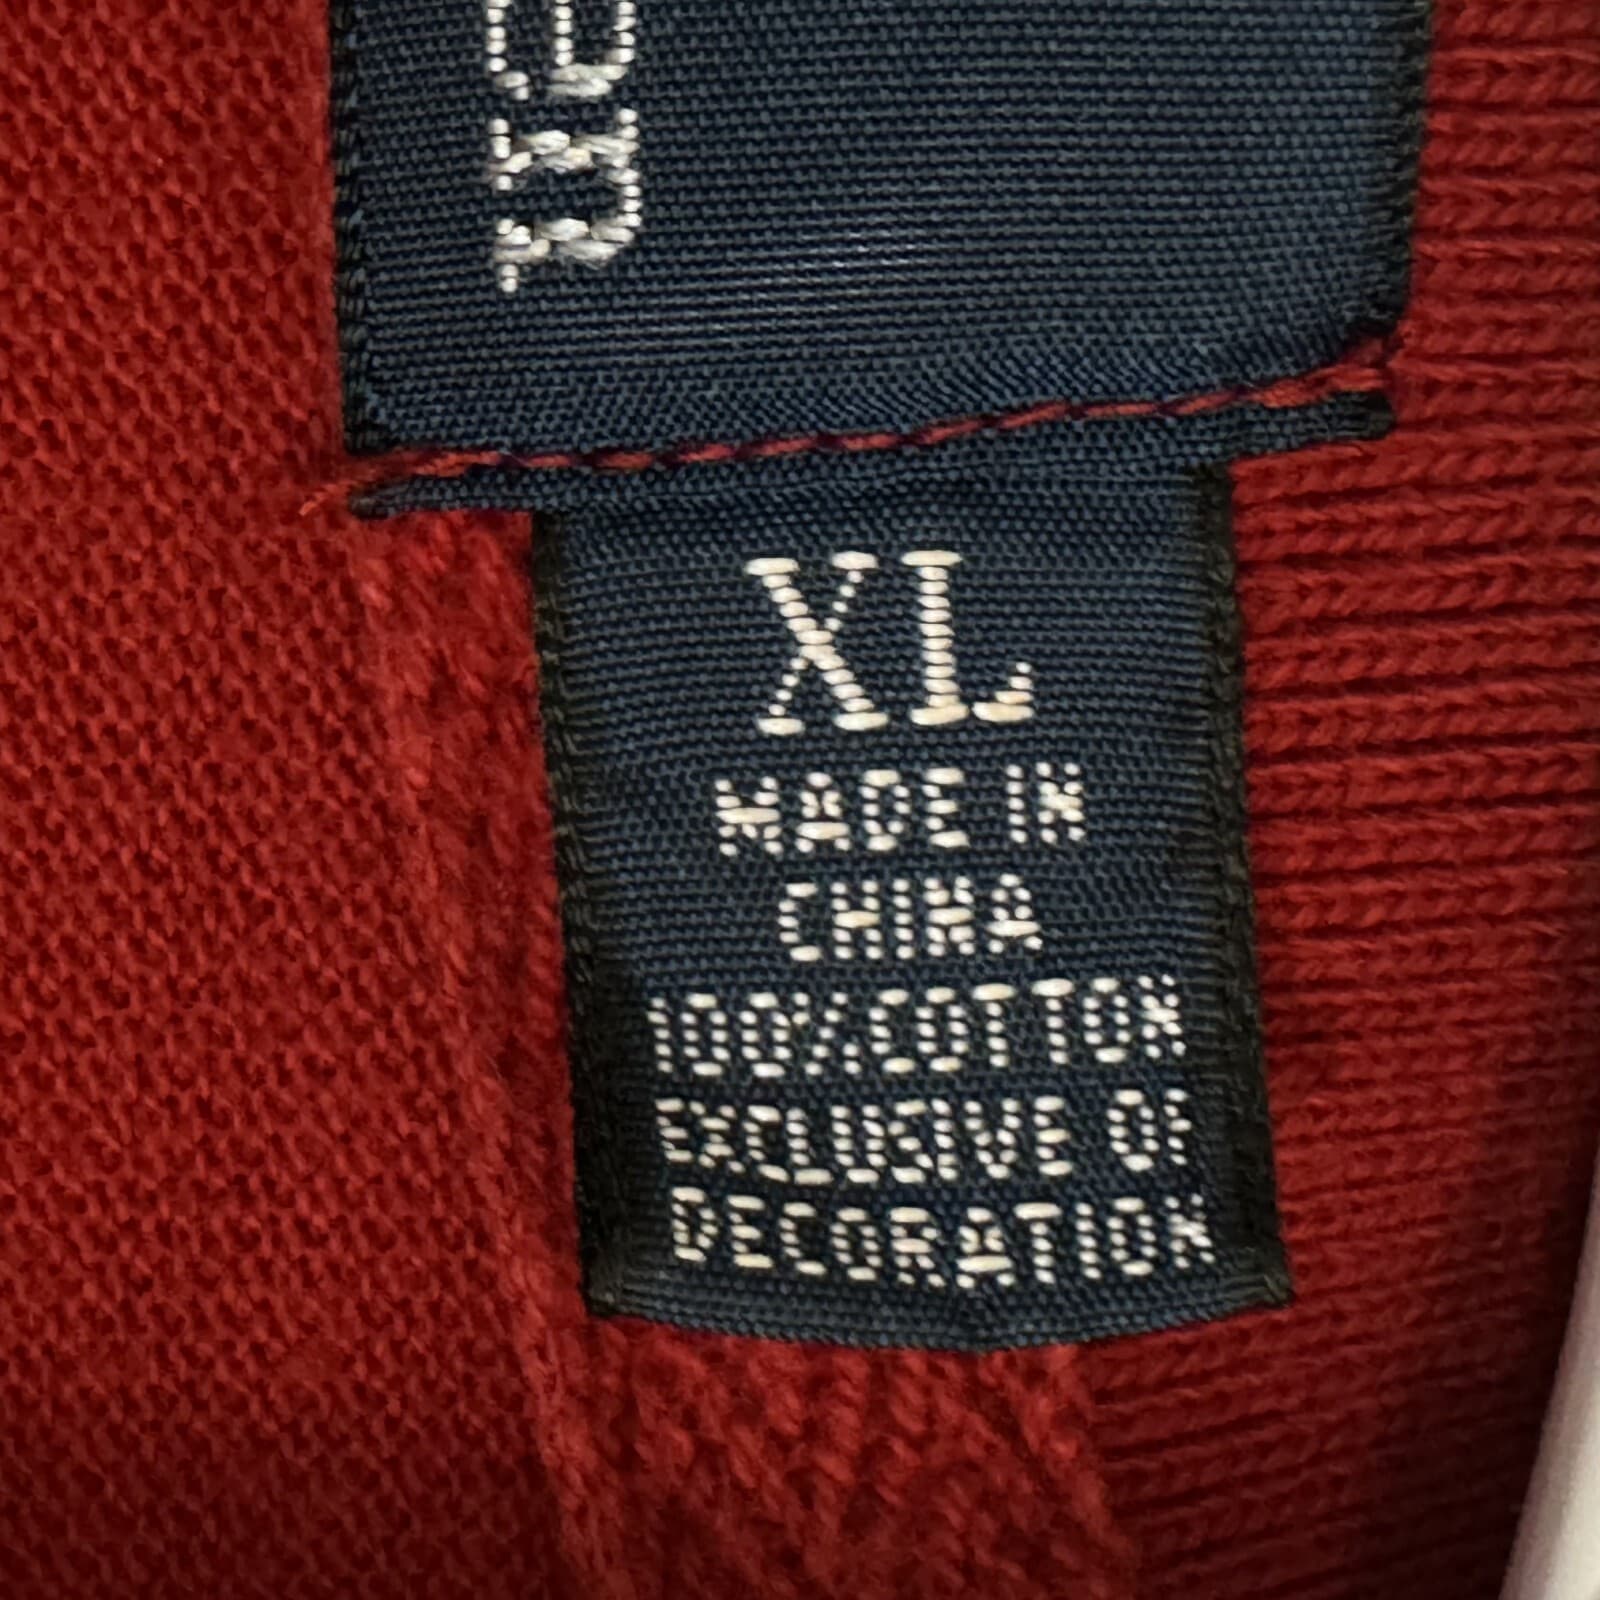 XL
MADE IN
CHINA
100%COTTON
EXCLUSIVE OF
DECORATION